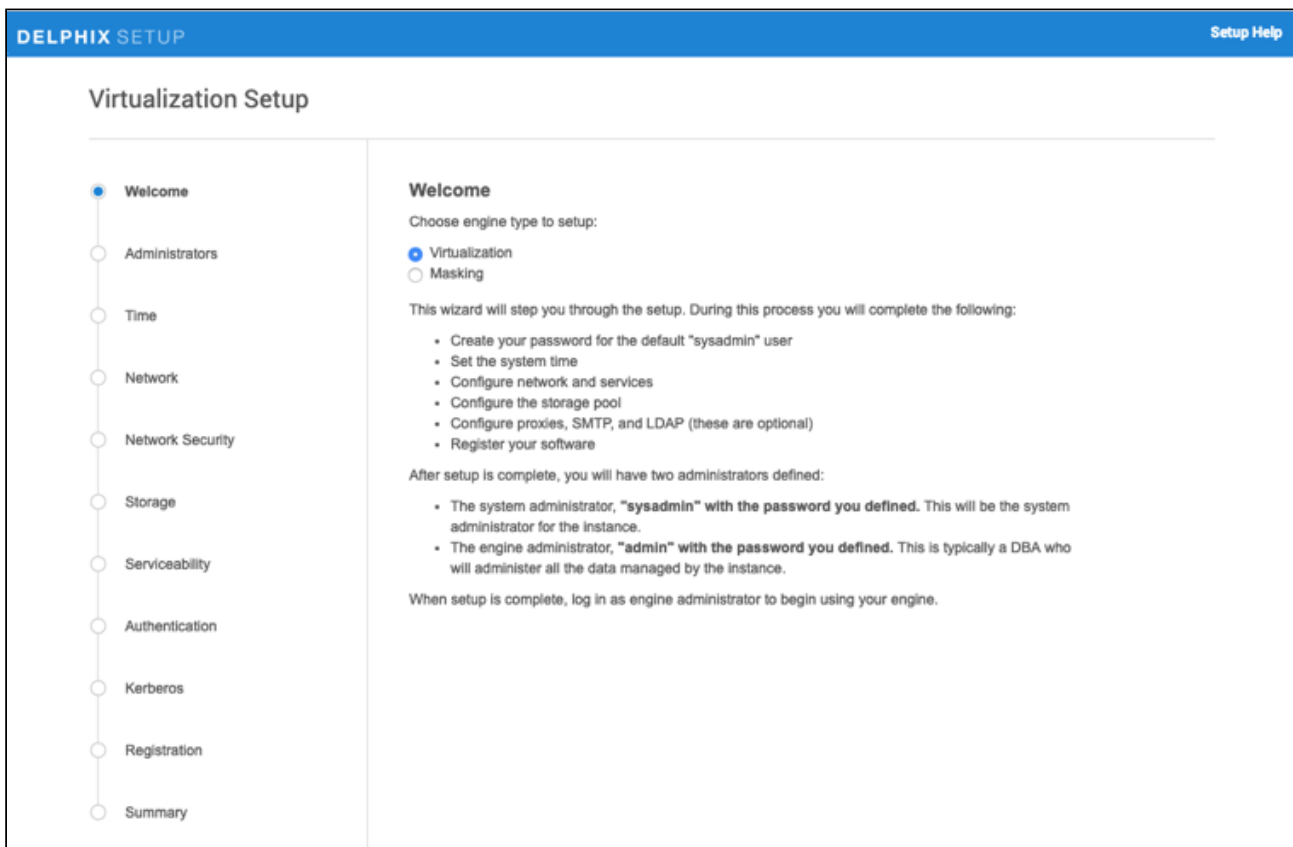 DELPHIX SETUP
Setup Help
Virtualization Setup
Welcome
Administrators
Time
Network
Network Security
Storage
Serviceability
Authentication
Kerberos
Registration
Summary
Welcome
Choose engine type to setup:
Virtualization
Masking
This wizard will step you through the setup. During this process you will complete the following:
• Create your password for the default "sysadmin" user
• Set the system time
• Configure network and services
• Configure the storage pool
• Configure proxies, SMTP, and LDAP (these are optional)
• Register your software
After setup is complete, you will have two administrators defined:
• The system administrator, "sysadmin" with the password you defined. This will be the system
administrator for the instance.
• The engine administrator, "admin" with the password you defined. This is typically a DBA who
will administer all the data managed by the instance.
When setup is complete, log in as engine administrator to begin using your engine.